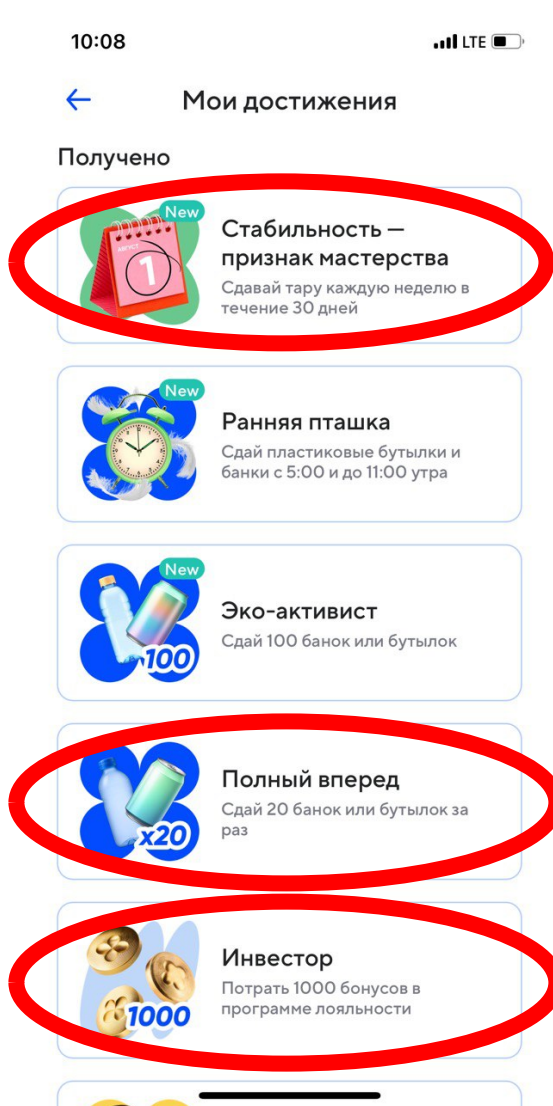 10:08
LTE
Мои достижения
Получено
New
АВГУСТ
1
Стабильность —
признак мастерства
Сдавай тару каждую неделю в
течение 30 дней
New
Ранняя пташка
Сдай пластиковые бутылки и
банки с 5:00 и до 11:00 утра
New
100
Эко-активист
Сдай 100 банок или бутылок
x20
Полный вперед
Сдай 20 банок или бутылок за
раз
1000
Инвестор
Потрать 1000 бонусов в
программе лояльности